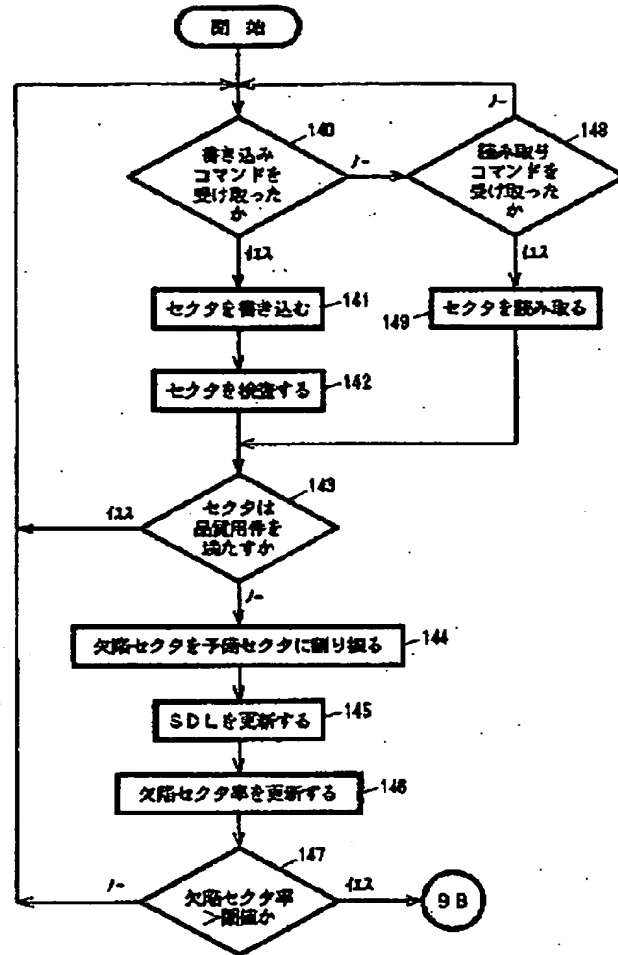 開始
140
書き込み
コマンドを
受け取った
か
ノー
148
読み取り
コマンドを
受け取った
か
ノー
イエス
イエス
セクタを書き込む
141
149
セクタを読み取る
セクタを検査する
142
143
セクタは
品質用件を
満たすか
イエス
ノー
欠陥セクタを予備セクタに割り振る
144
SDLを更新する
145
欠陥セクタ率を更新する
146
147
欠陥セクタ率
>閾値か
ノー
イエス
9B